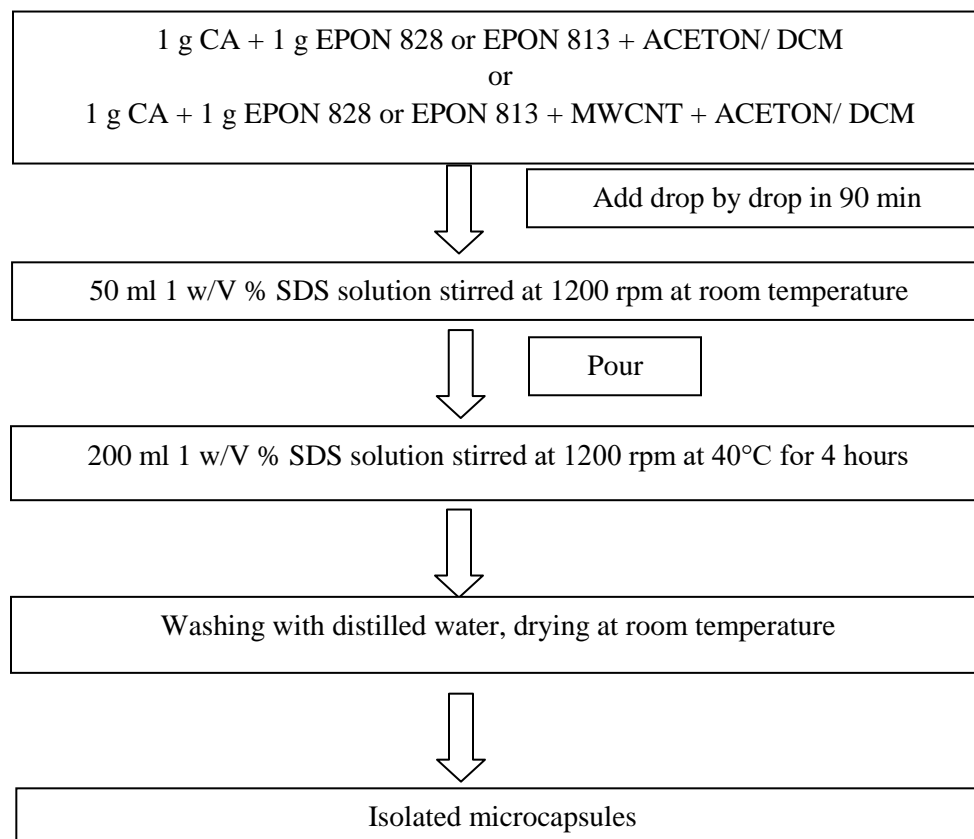 1 g CA + 1 g EPON 828 or EPON 813 + ACETON/ DCM
or
1 g CA + 1 g EPON 828 or EPON 813 + MWCNT + ACETON/ DCM
Add drop by drop in 90 min
50 ml 1 w/V % SDS solution stirred at 1200 rpm at room temperature
Pour
200 ml 1 w/V % SDS solution stirred at 1200 rpm at 40°C for 4 hours
Washing with distilled water, drying at room temperature
Isolated microcapsules